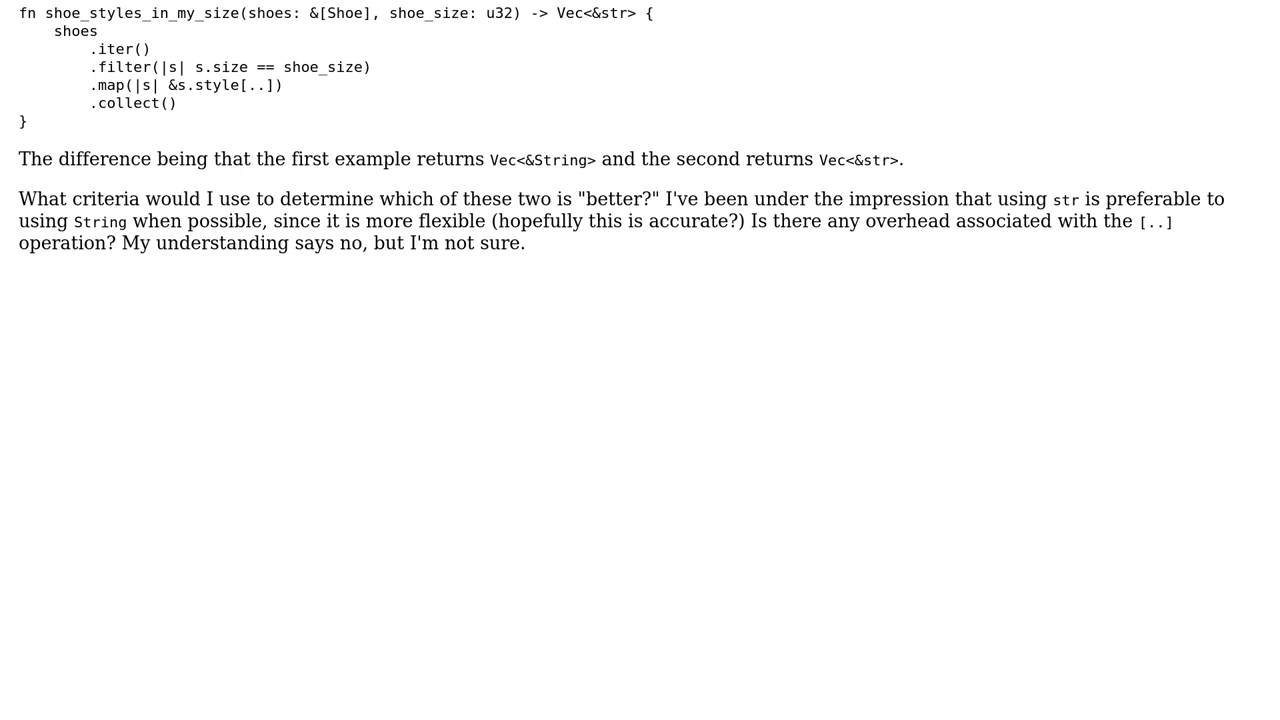 fn shoe_styles_in_my_size(shoes: &[Shoe], shoe_size: u32) -> Vec<&str> {
    shoes
        .iter()
        .filter(|s| s.size == shoe_size)
        .map(|s| &s.style[..])
        .collect()
}
The difference being that the first example returns Vec<&String> and the second returns Vec<&str>.
What criteria would I use to determine which of these two is "better?" I've been under the impression that using str is preferable to
using String when possible, since it is more flexible (hopefully this is accurate?) Is there any overhead associated with the [..]
operation? My understanding says no, but I'm not sure.